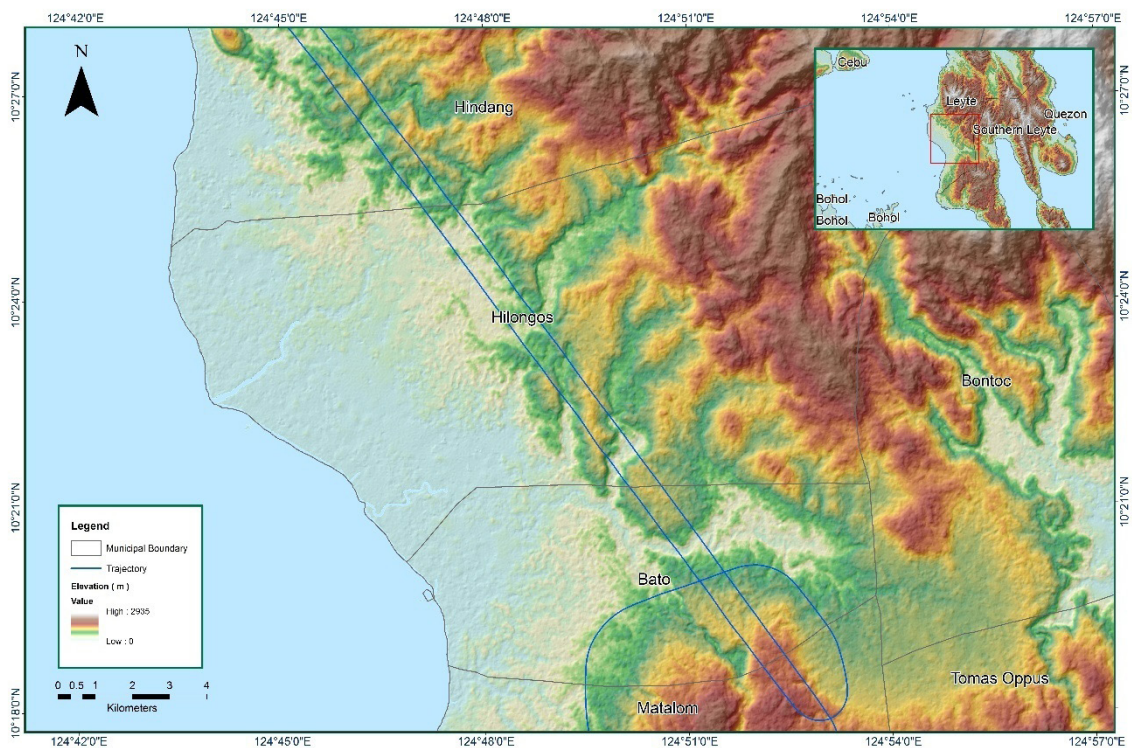 124°42'0"E 124°45'0"E 124°48'0"E 124°51'0"E 124°54'0"E 124°57'0"E
N
10°27'0"N
10°24'0"N
10°21'0"N
10°18'0"N
Hindang
Hilongos
Bontoc
Bato
Tomas Oppus
Matalom
Cebu
Leyte
Quezon
Southern Leyte
Bohol
Bohol
Bohol
10°27'0"N
10°24'0"N
10°21'0"N
10°18'0"N
Legend
Municipal Boundary
Trajectory
Elevation ( m )
Value
High : 2935
Low : 0
0 0.5 1 2 3 4
Kilometers
124°42'0"E 124°45'0"E 124°48'0"E 124°51'0"E 124°54'0"E 124°57'0"E